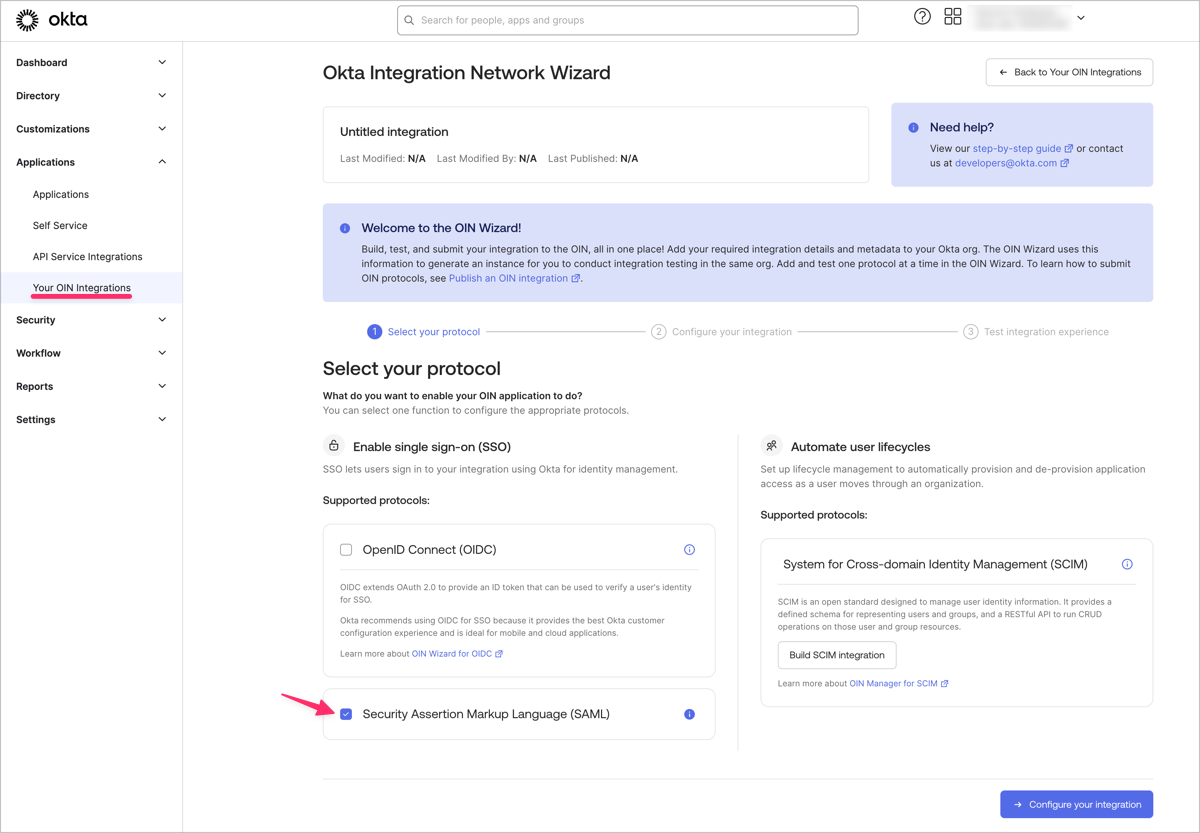 okta
Search for people, apps and groups
Dashboard
Directory
Customizations
Applications
Applications
Self Service
API Service Integrations
Your OIN Integrations
Security
Workflow
Reports
Settings
Okta Integration Network Wizard
Back to Your OIN Integrations
Untitled integration
Last Modified: N/A Last Modified By: N/A Last Published: N/A
Need help?
View our step-by-step guide or contact
us at developers@okta.com
Welcome to the OIN Wizard!
Build, test, and submit your integration to the OIN, all in one place! Add your required integration details and metadata to your Okta org. The OIN Wizard uses this
information to generate an instance for you to conduct integration testing in the same org. Add and test one protocol at a time in the OIN Wizard. To learn how to submit
OIN protocols, see Publish an OIN integration.
1 Select your protocol 2 Configure your integration 3 Test integration experience
Select your protocol
What do you want to enable your OIN application to do?
You can select one function to configure the appropriate protocols.
Enable single sign-on (SSO)
SSO lets users sign in to your integration using Okta for identity management.
Supported protocols:
OpenID Connect (OIDC)
OIDC extends OAuth 2.0 to provide an ID token that can be used to verify a user's identity
for SSO.
Okta recommends using OIDC for SSO because it provides the best Okta customer
configuration experience and is ideal for mobile and cloud applications.
Learn more about OIN Wizard for OIDC
Security Assertion Markup Language (SAML)
Automate user lifecycles
Set up lifecycle management to automatically provision and de-provision application
access as a user moves through an organization.
Supported protocols:
System for Cross-domain Identity Management (SCIM)
SCIM is an open standard designed to manage user identity information. It provides a
defined schema for representing users and groups, and a RESTful API to run CRUD
operations on those user and group resources.
Build SCIM integration
Learn more about OIN Manager for SCIM
Configure your integration